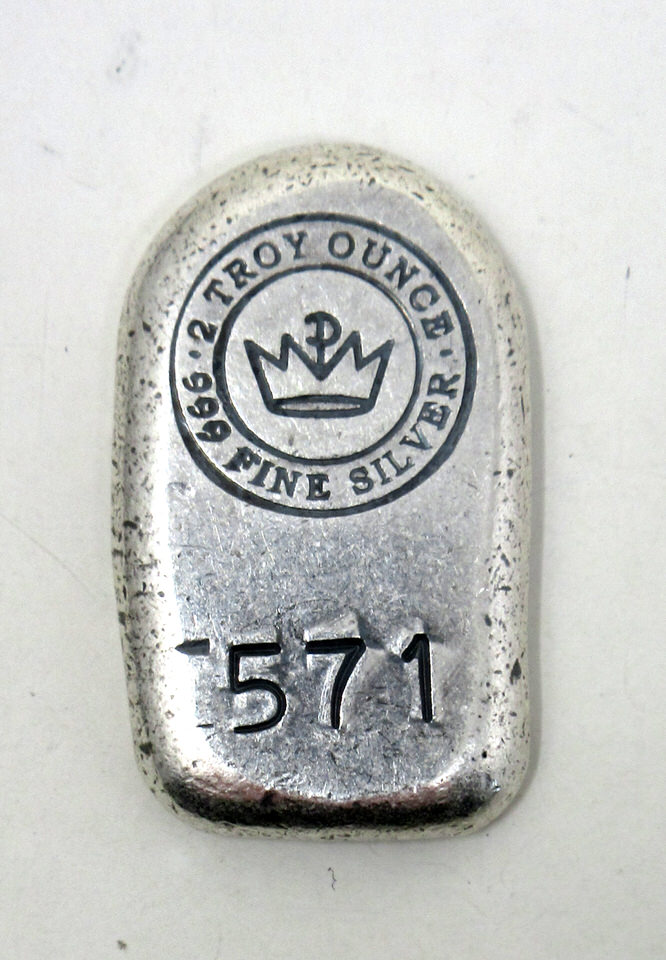 · 2 TROY OUNCE ·
999 FINE SILVER
P
571